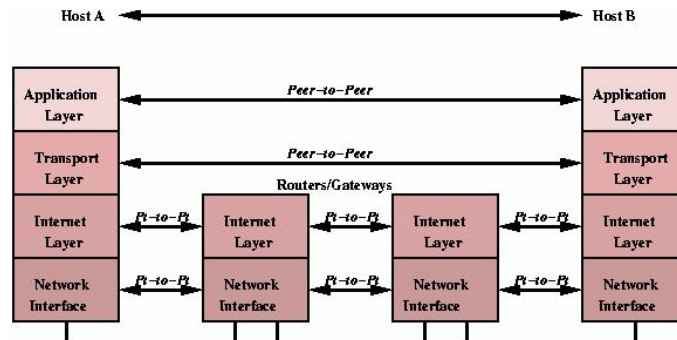 Host A
Host B
Application
Layer
Peer-to-Peer
Application
Layer
Transport
Layer
Peer-to-Peer
Transport
Layer
Routers/Gateways
Internet
Layer
Pt-to-Pt
Internet
Layer
Pt-to-Pt
Internet
Layer
Pt-to-Pt
Internet
Layer
Network
Interface
Pt-to-Pt
Network
Interface
Pt-to-Pt
Network
Interface
Pt-to-Pt
Network
Interface